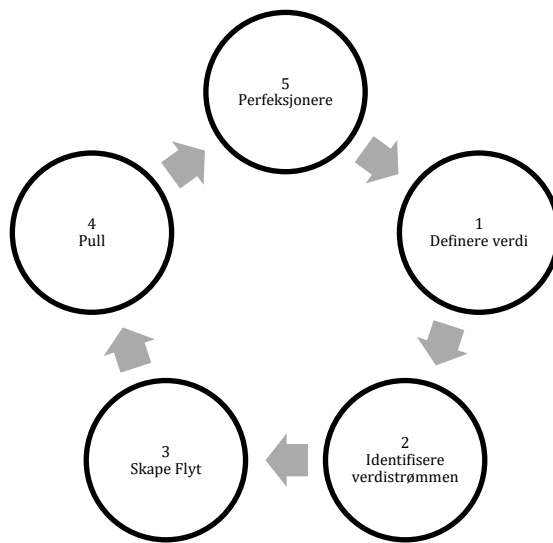 5
Perfeksjonere
1
Definere verdi
2
Identifisere
verdistrømmen
3
Skape Flyt
4
Pull